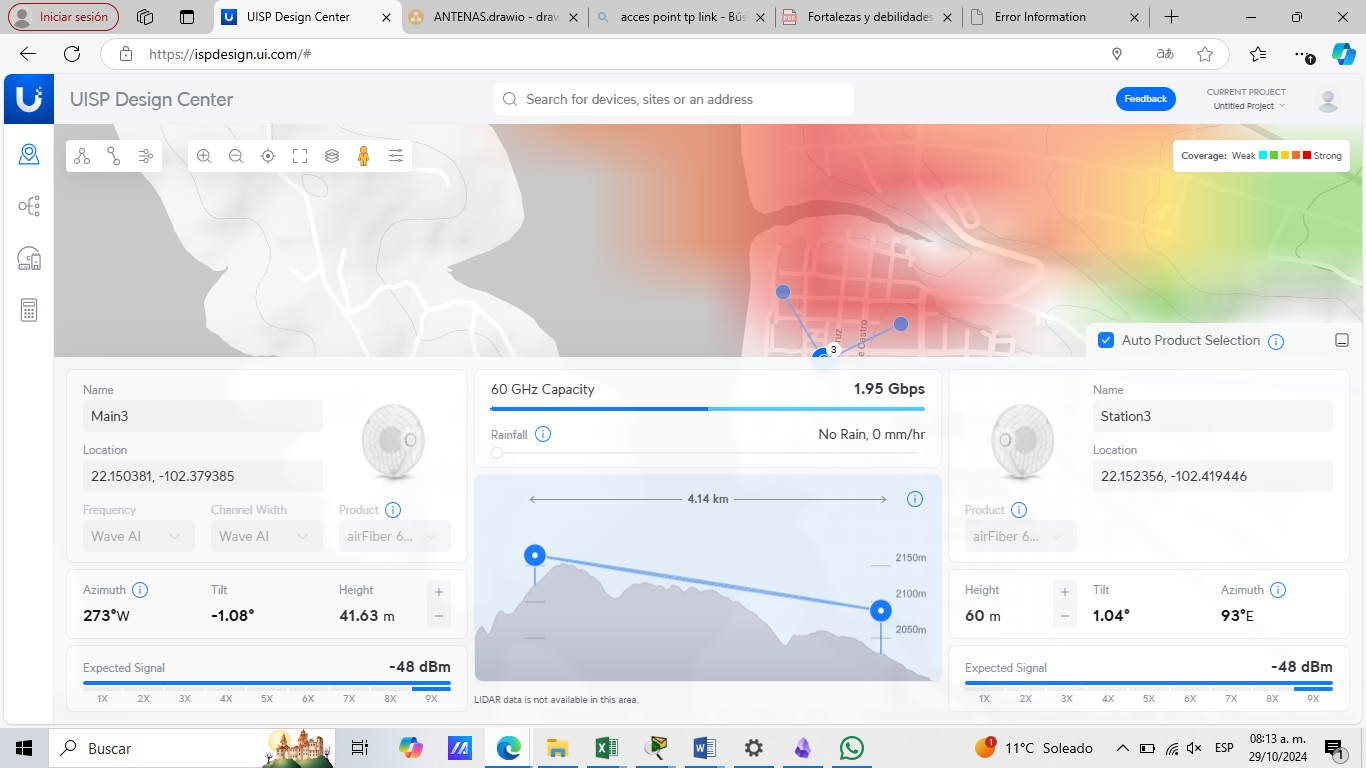 Iniciar sesión
UISP Design Center
ANTENAS.drawio - draw
acces point tp link - Bús
Fortalezas y debilidades
Error Information
https://ispdesign.ui.com/#
UISP Design Center
Search for devices, sites or an address
Feedback
CURRENT PROJECT
Untitled Project
Coverage: Weak Strong
3
e Castro
Auto Product Selection
Name
Main3
Location
22.150381, -102.379385
Frequency
Channel Width
Product
Wave AI
Wave AI
airFiber 6...
Azimuth
Tilt
Height
273°W
-1.08°
41.63 m
+
−
Expected Signal
-48 dBm
1X 2X 3X 4X 5X 6X 7X 8X 9X
60 GHz Capacity
1.95 Gbps
Rainfall
No Rain, 0 mm/hr
4.14 km
2150m
2100m
2050m
LIDAR data is not available in this area.
Name
Station3
Location
22.152356, -102.419446
Product
airFiber 6...
Height
Tilt
Azimuth
60 m
1.04°
93°E
+
−
Expected Signal
-48 dBm
1X 2X 3X 4X 5X 6X 7X 8X 9X
Buscar
1
11°C Soleado
ESP
08:13 a. m.
29/10/2024
1